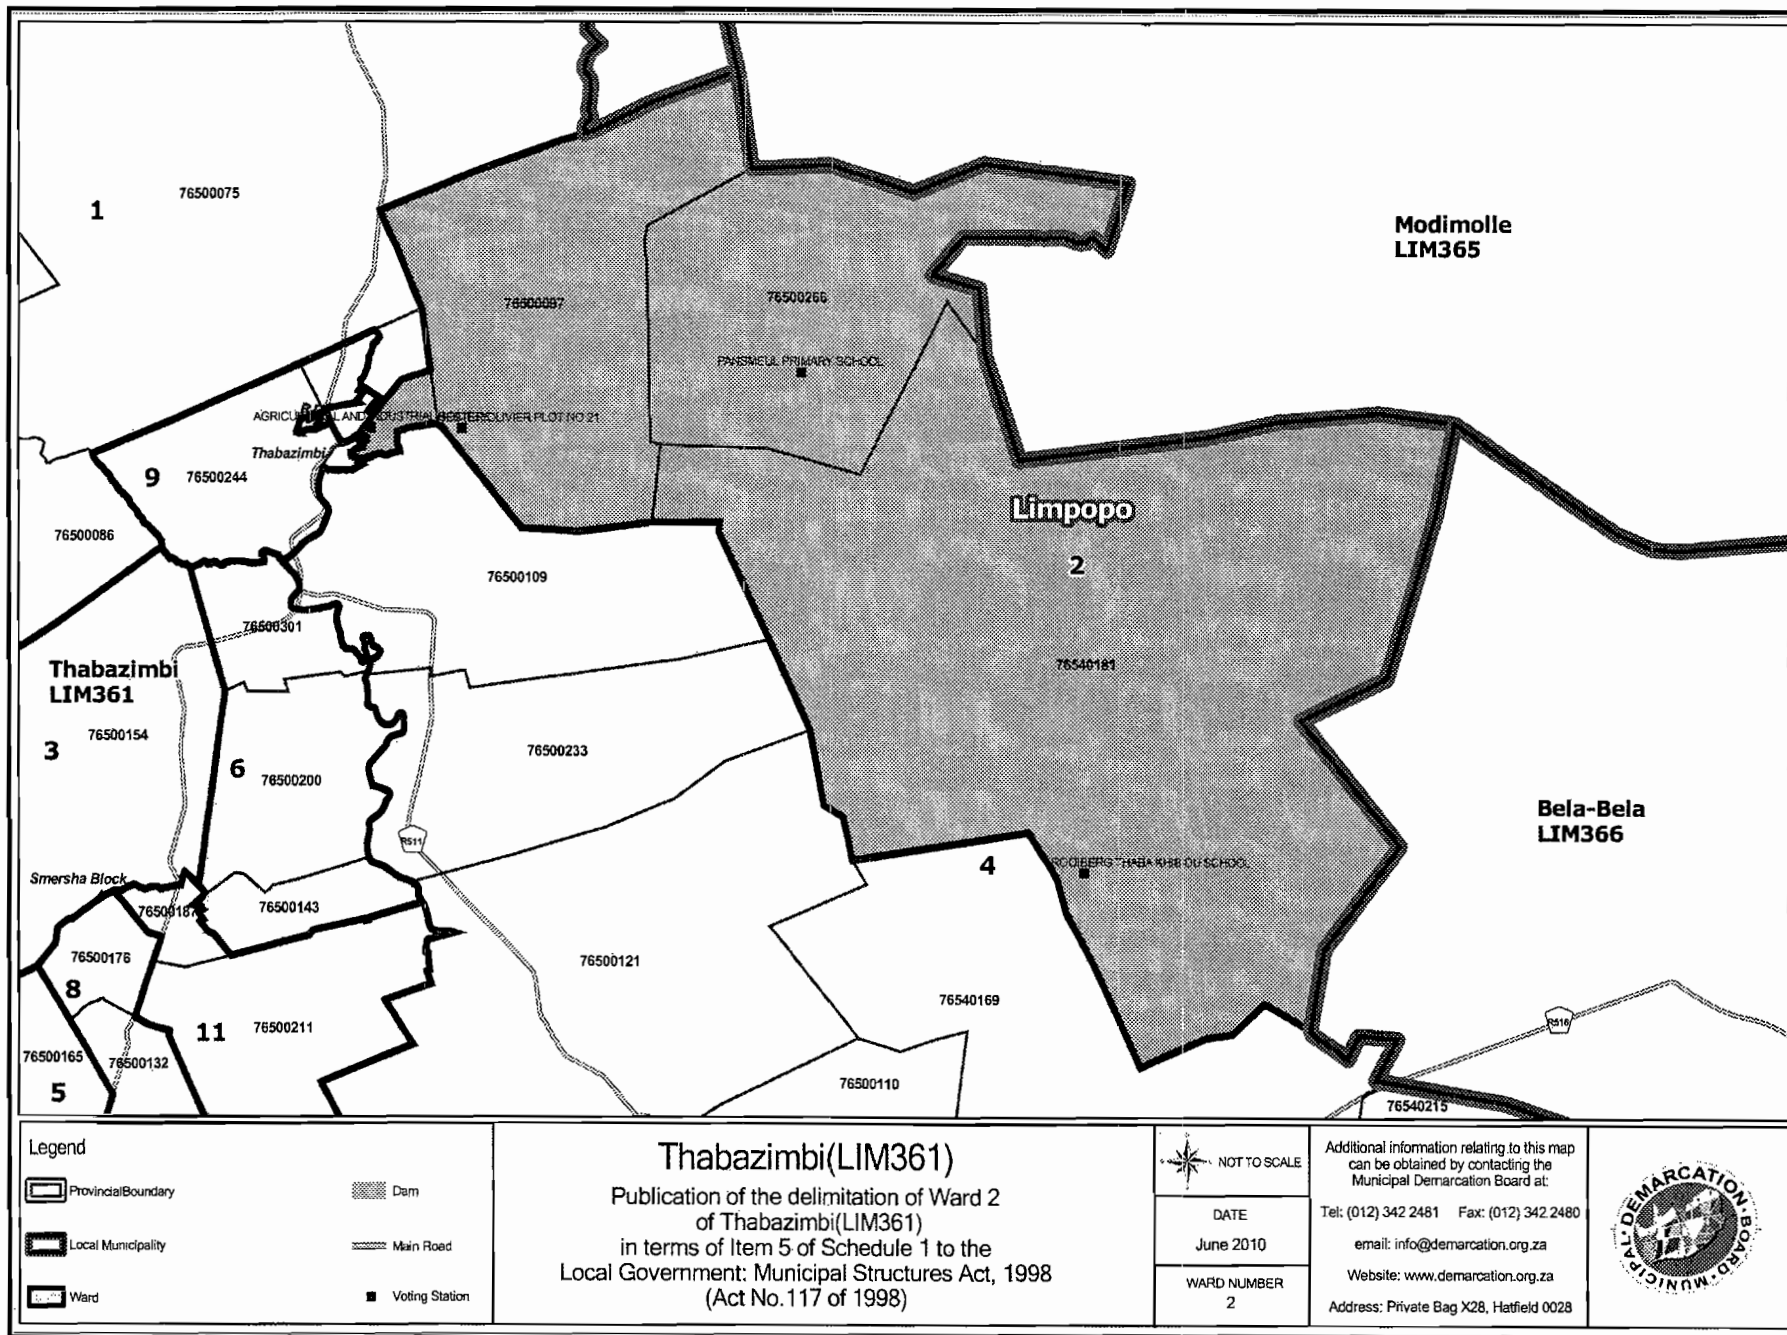 1
76500075
Modimolle
LIM365
76500097
76500266
PANSMEUL PRIMARY SCHOOL
Thabazimbi
9
76500244
76500086
Limpopo
2
76500109
76500301
Thabazimbi
LIM361
76540181
3
76500154
6
76500200
76500233
Bela-Bela
LIM366
R511
4
Smersha Block
76500187
76500143
76500176
8
76500121
76540169
11
76500211
R516
76500165
76500132
5
76500110
76540215
Legend
ProvincialBoundary
Local Municipality
Ward
Dam
Main Road
Voting Station
Thabazimbi(LIM361)
Publication of the delimitation of Ward 2
of Thabazimbi(LIM361)
in terms of Item 5 of Schedule 1 to the
Local Government: Municipal Structures Act, 1998
(Act No.117 of 1998)
NOT TO SCALE
DATE
June 2010
WARD NUMBER
2
Additional information relating to this map
can be obtained by contacting the
Municipal Demarcation Board at:
Tel: (012) 342 2481 Fax: (012) 342 2480
email: info@demarcation.org.za
Website: www.demarcation.org.za
Address: Private Bag X28, Hatfield 0028
MUNICIPAL DEMARCATION BOARD